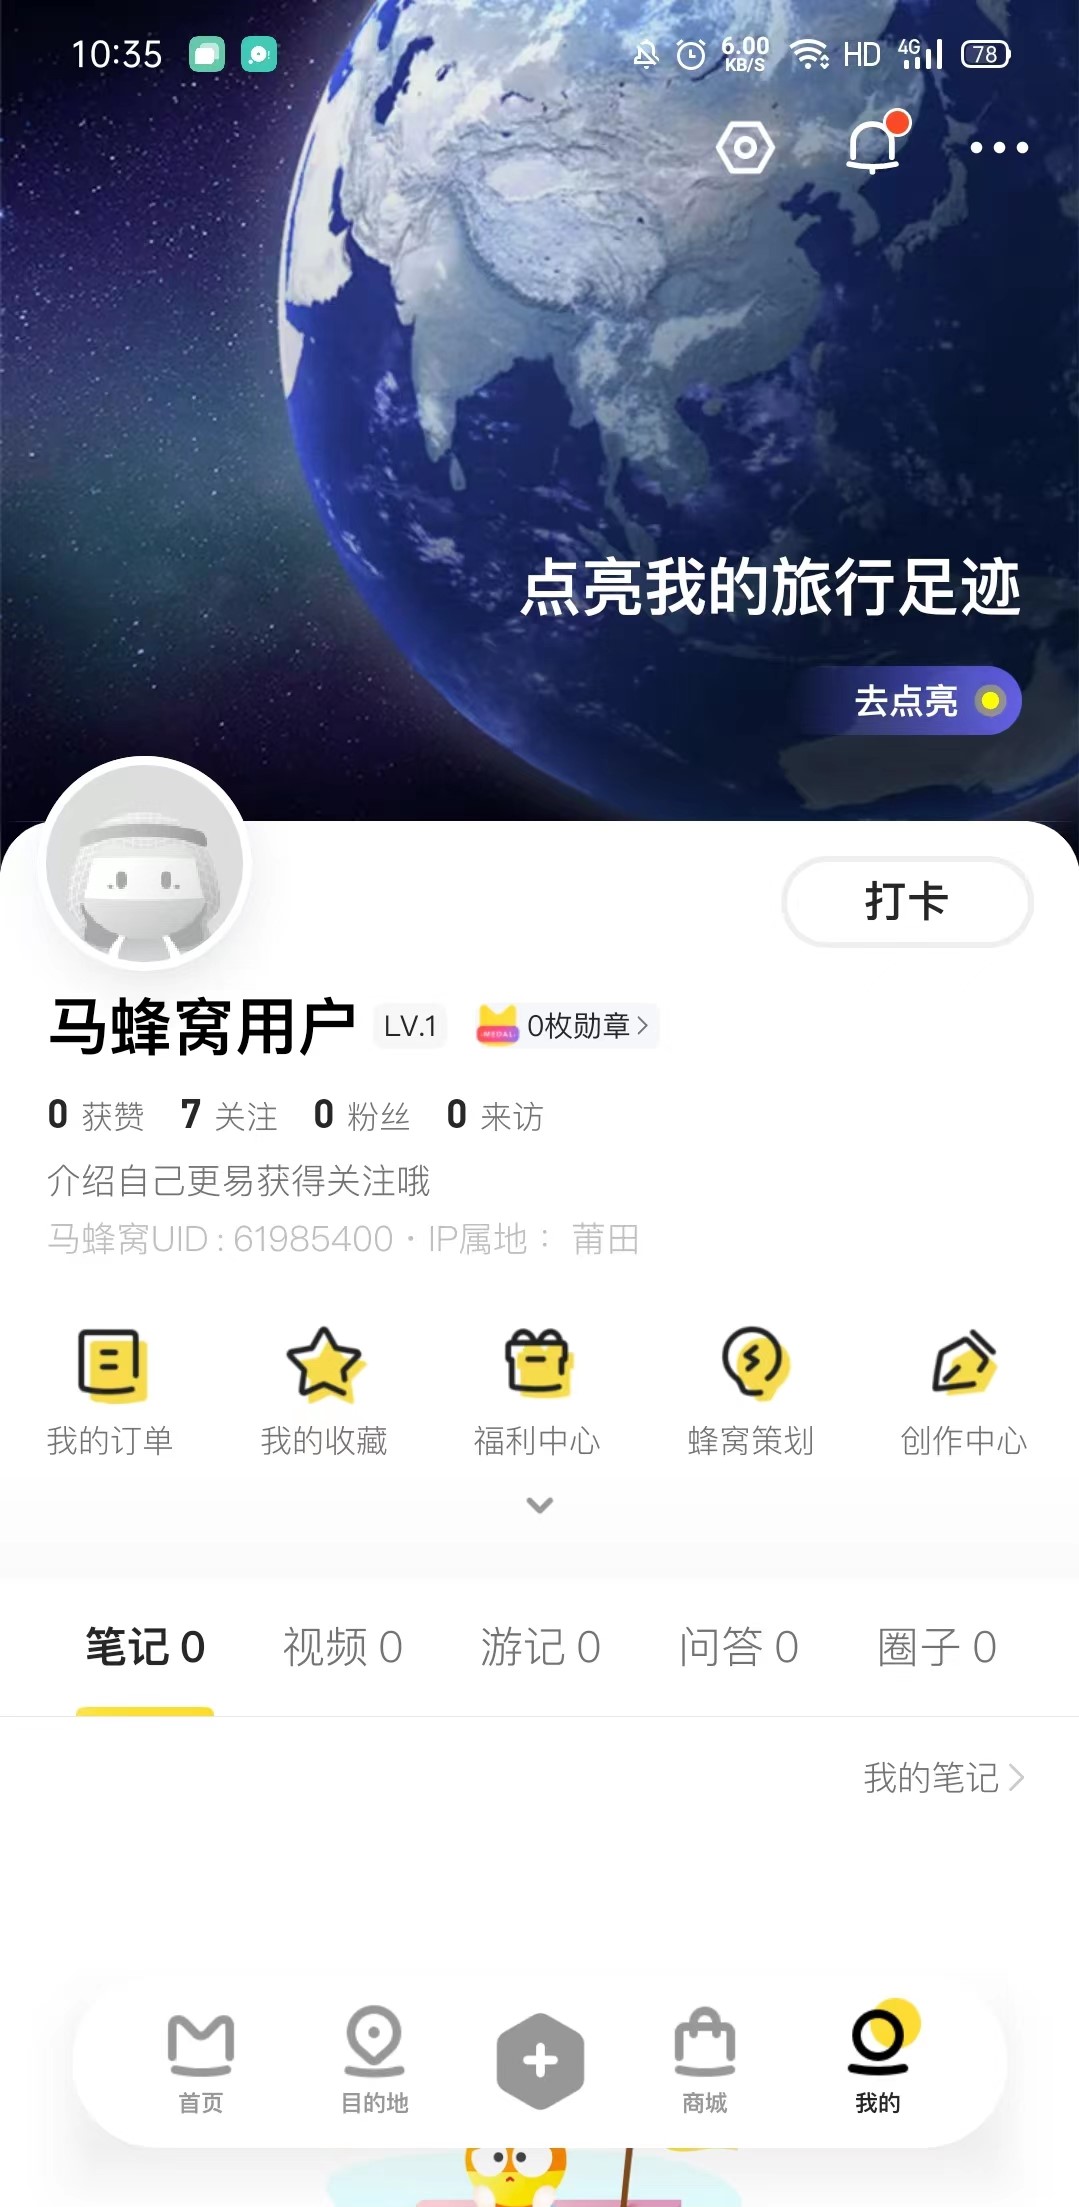 10:35 6.00 KB/S HD 4G 78
点亮我的旅行足迹
去点亮
打卡
马蜂窝用户 LV.1 MEDAL 0枚勋章
0 获赞 7 关注 0 粉丝 0 来访
介绍自己更易获得关注哦
马蜂窝UID : 61985400 · IP属地： 莆田
我的订单 我的收藏 福利中心 蜂窝策划 创作中心
笔记 0 视频 0 游记 0 问答 0 圈子 0
我的笔记
首页 目的地 商城 我的